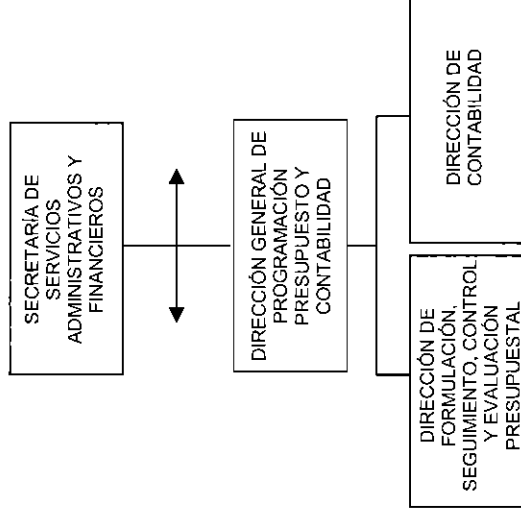 SECRETARÍA DE
SERVICIOS
ADMINISTRATIVOS Y
FINANCIEROS
DIRECCIÓN GENERAL DE
PROGRAMACIÓN
PRESUPUESTO Y
CONTABILIDAD
DIRECCIÓN DE
FORMULACIÓN,
SEGUIMIENTO, CONTROL,
Y EVALUACIÓN
PRESUPUESTAL
DIRECCIÓN DE
CONTABILIDAD